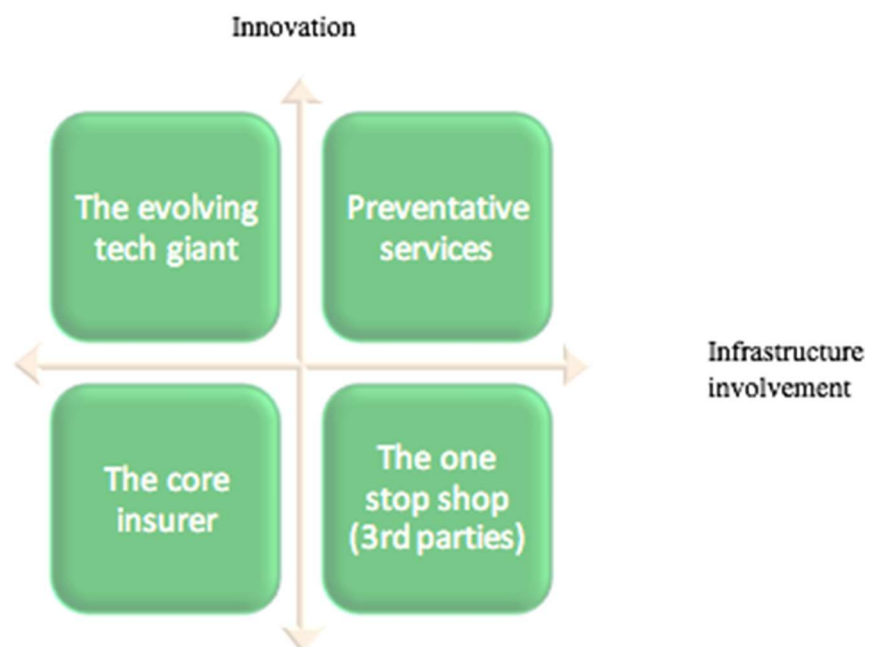 Innovation
The evolving
tech giant
Preventative
services
Infrastructure
involvement
The core
insurer
The one
stop shop
(3rd parties)